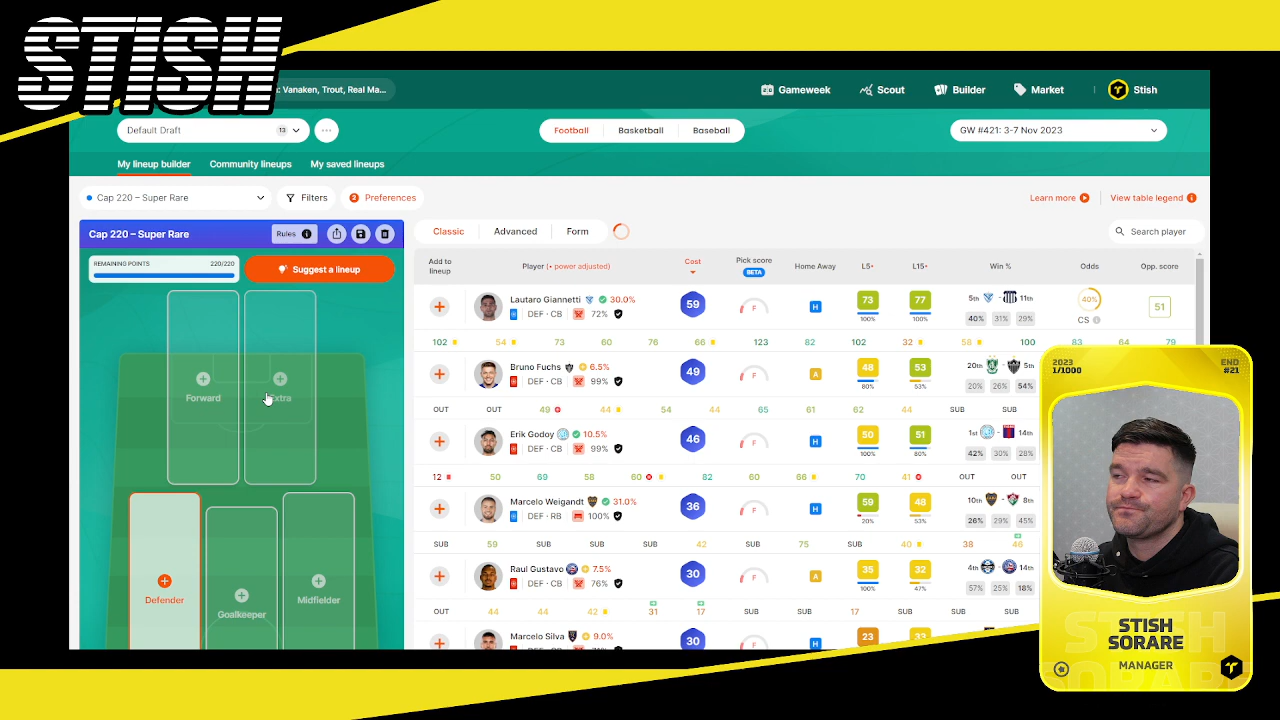 STISH
: Vanaken, Trout, Real Ma...
Gameweek
Scout
Builder
Market
Stish
Default Draft
13
Football
Basketball
Baseball
GW #421: 3-7 Nov 2023
My lineup builder
Community lineups
My saved lineups
Cap 220 – Super Rare
Filters
2 Preferences
Learn more
View table legend
Cap 220 – Super Rare
Rules
REMAINING POINTS 220/220
Suggest a lineup
Forward
Extra
Defender
Goalkeeper
Midfielder
Classic
Advanced
Form
Search player
Add to lineup
Player (• power adjusted)
Cost
Pick score
BETA
Home Away
L5•
L15•
Win %
Odds
Opp. score
Lautaro Giannetti 30.0%
DEF · CB 72%
59
F
H
73 100%
77 100%
5th - 11th
40% 31% 29%
40%
CS
51
102 54 73 60 76 66 123 82 102 32 58 100 83 64 79
Bruno Fuchs 6.5%
DEF · CB 99%
49
F
A
48 80%
53 53%
20th - 5th
20% 26% 54%
OUT OUT 49 44 54 44 65 61 62 44 SUB SUB
Erik Godoy 10.5%
DEF · CB 99%
46
F
H
50 100%
51 80%
1st - 14th
42% 30% 28%
12 50 69 58 60 82 60 66 70 41 OUT OUT
Marcelo Weigandt 31.0%
DEF · RB 100%
36
F
H
59 20%
48 53%
10th - 8th
26% 29% 45%
SUB 59 SUB SUB SUB 42 75 SUB 40 38 46
Raul Gustavo 7.5%
DEF · CB 76%
30
F
A
35 100%
32 47%
4th - 14th
57% 25% 18%
OUT 44 44 42 31 17 SUB SUB 17 SUB SUB SUB
Marcelo Silva 9.0%
30
F
H
23
2023
1/1000
END
#21
STISH
SORARE
MANAGER